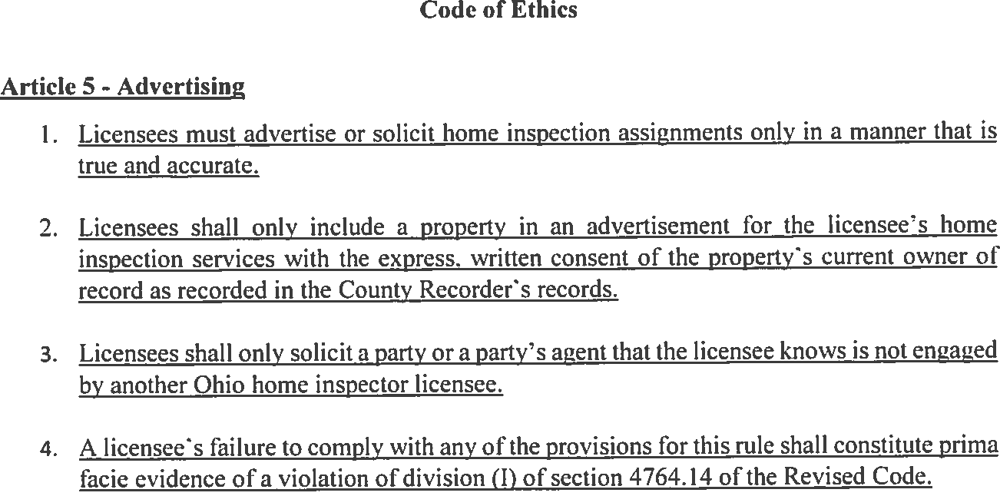 Code of Ethics
Article 5 - Advertising
1. Licensees must advertise or solicit home inspection assignments only in a manner that is
true and accurate.
2. Licensees shall only include a property in an advertisement for the licensee's home
inspection services with the express, written consent of the property's current owner of
record as recorded in the County Recorder's records.
3. Licensees shall only solicit a party or a party's agent that the licensee knows is not engaged
by another Ohio home inspector licensee.
4. A licensee's failure to comply with any of the provisions for this rule shall constitute prima
facie evidence of a violation of division (I) of section 4764.14 of the Revised Code.